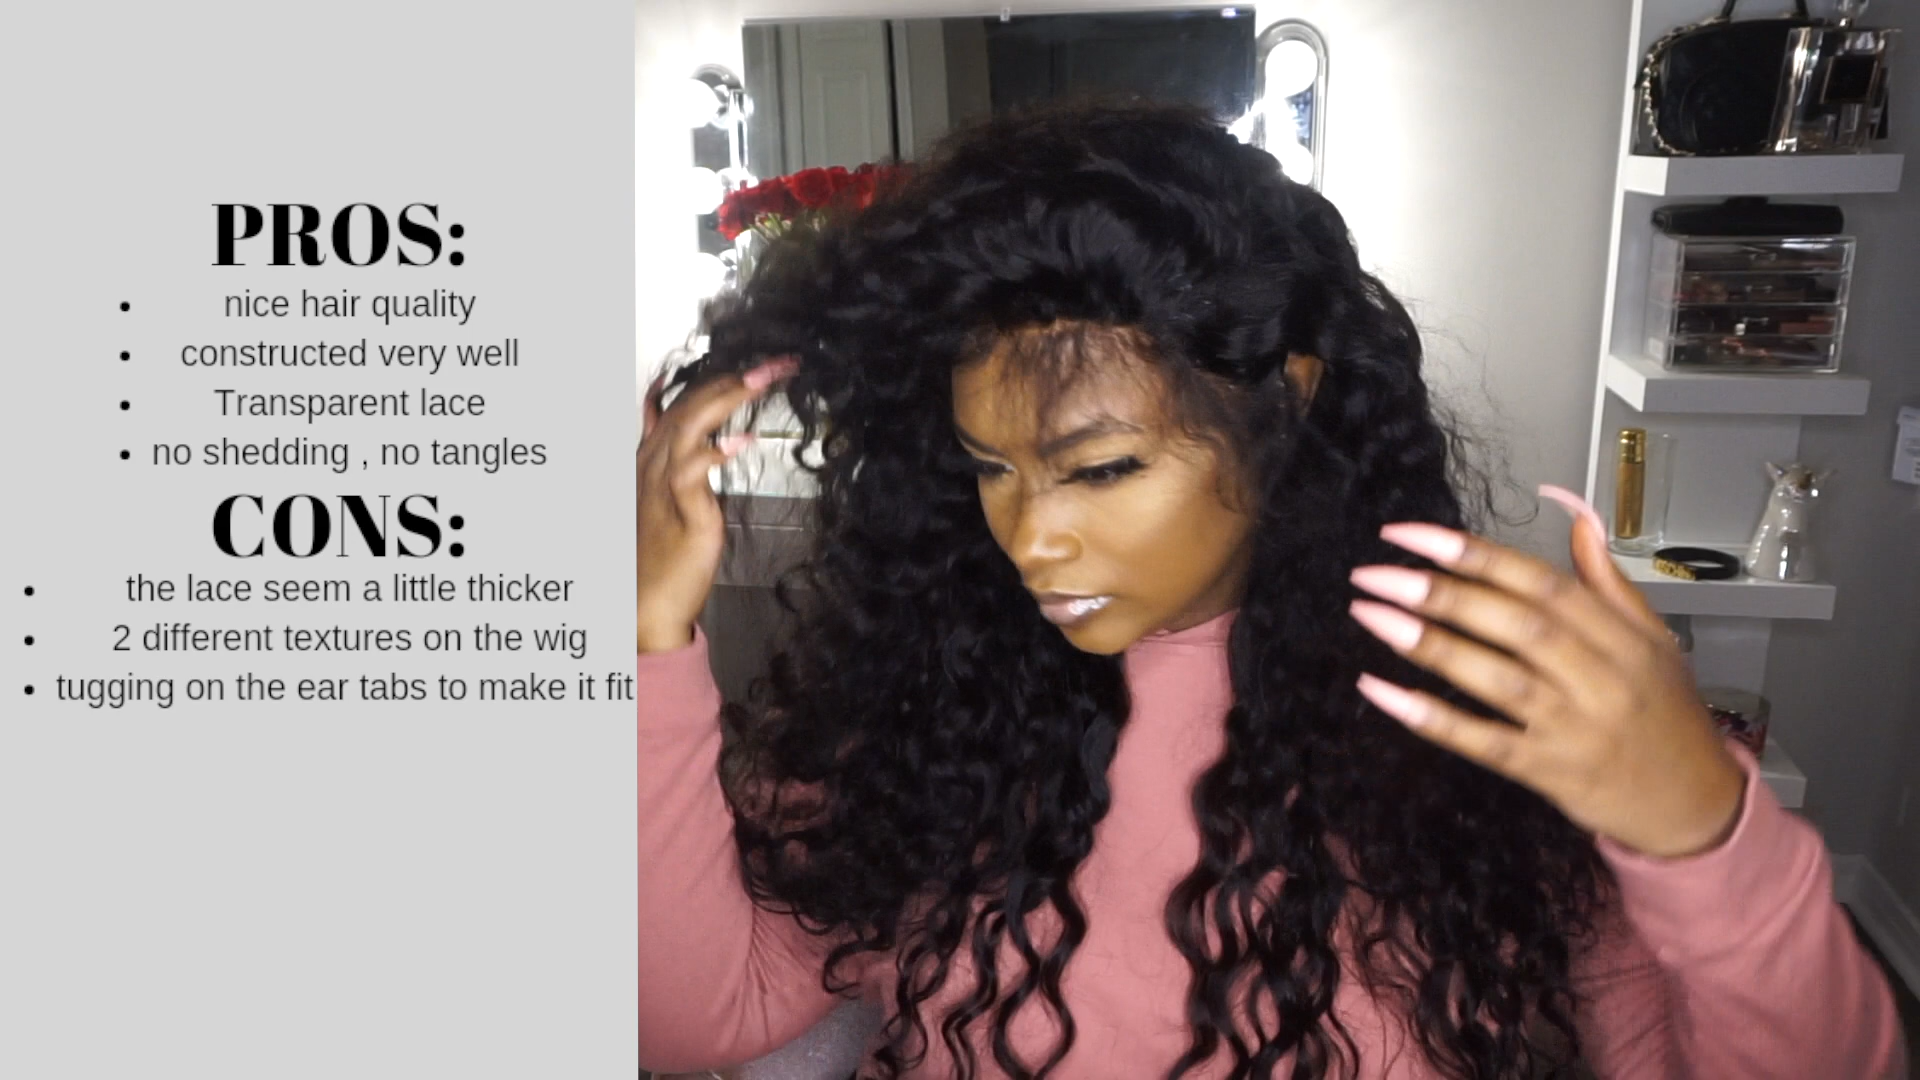 PROS:
• nice hair quality
• constructed very well
• Transparent lace
• no shedding , no tangles
CONS:
• the lace seem a little thicker
• 2 different textures on the wig
• tugging on the ear tabs to make it fit